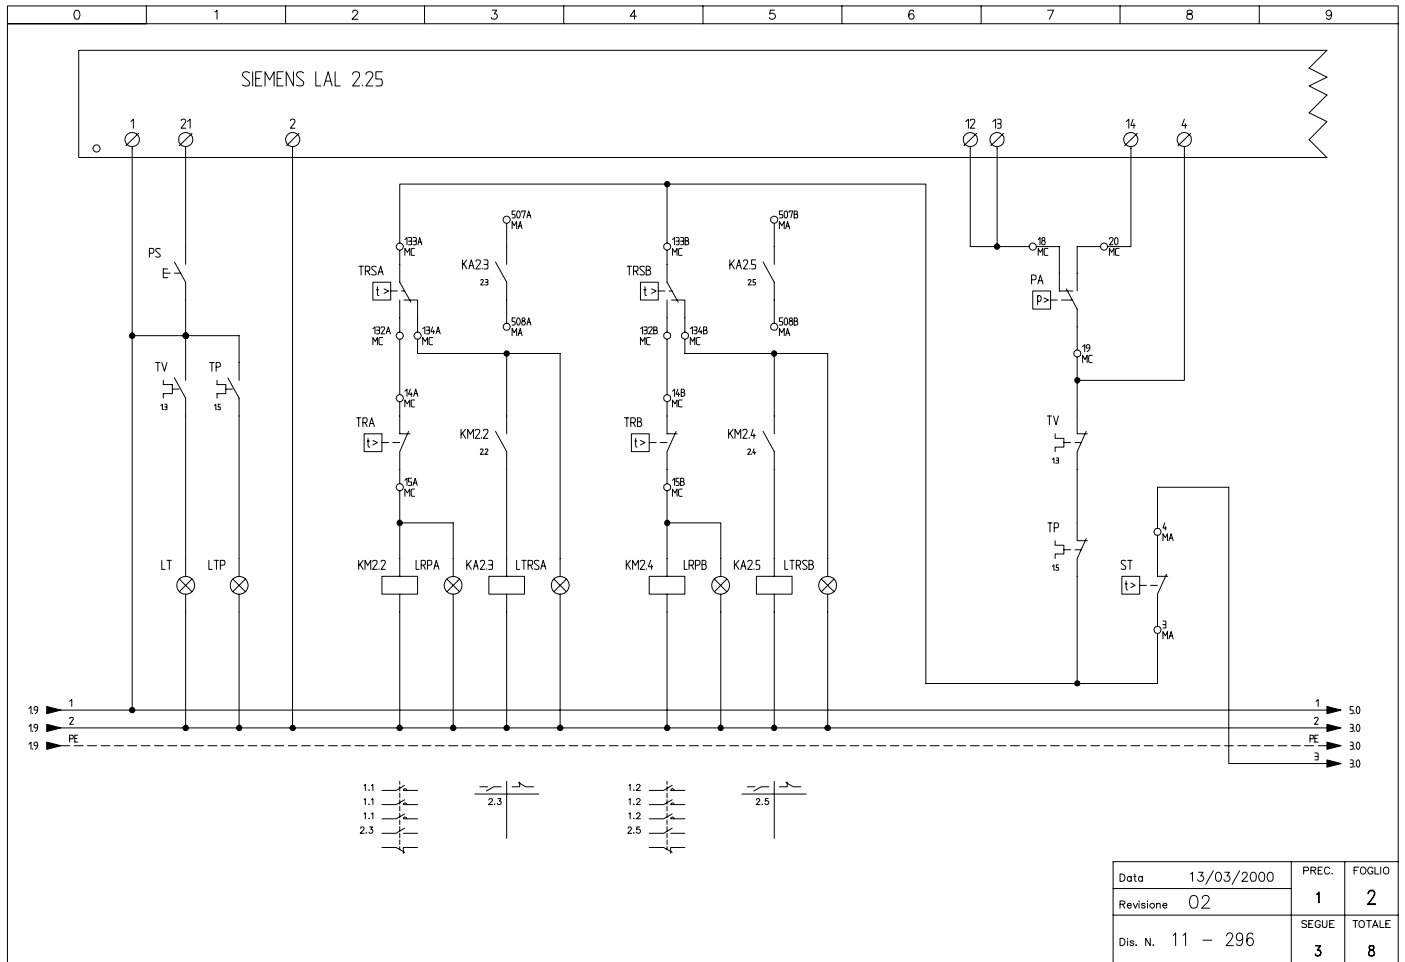 0 1 2 3 4 5 6 7 8 9
SIEMENS LAL 2.25
1 21 2 12 13 14 4
507A
MA
507B
MA
133A
MC
133B
MC
18
MC
20
MC
PS
TRSA
KA2.3
23
TRSB
KA2.5
25
PA
t>
t>
P>
508A
MA
508B
MA
132A
MC
134A
MC
132B
MC
134B
MC
19
MC
TV
13
TP
15
14A
MC
14B
MC
TRA
t>
KM2.2
22
TRB
t>
KM2.4
24
TV
13
15A
MC
15B
MC
TP
15
4
MA
LT LTP KM2.2 LRPA KA2.3 LTRSA KM2.4 LRPB KA2.5 LTRSB ST
t>
3
MA
1.9 1 1 5.0
1.9 2 2 3.0
1.9 PE PE 3.0
3 3.0
1.1 1.2
1.1 2.3 1.2 2.5
1.1 1.2
2.3 2.5
Data 13/03/2000 PREC. FOGLIO
1 2
Revisione 02
SEGUE TOTALE
Dis. N. 11 - 296
3 8